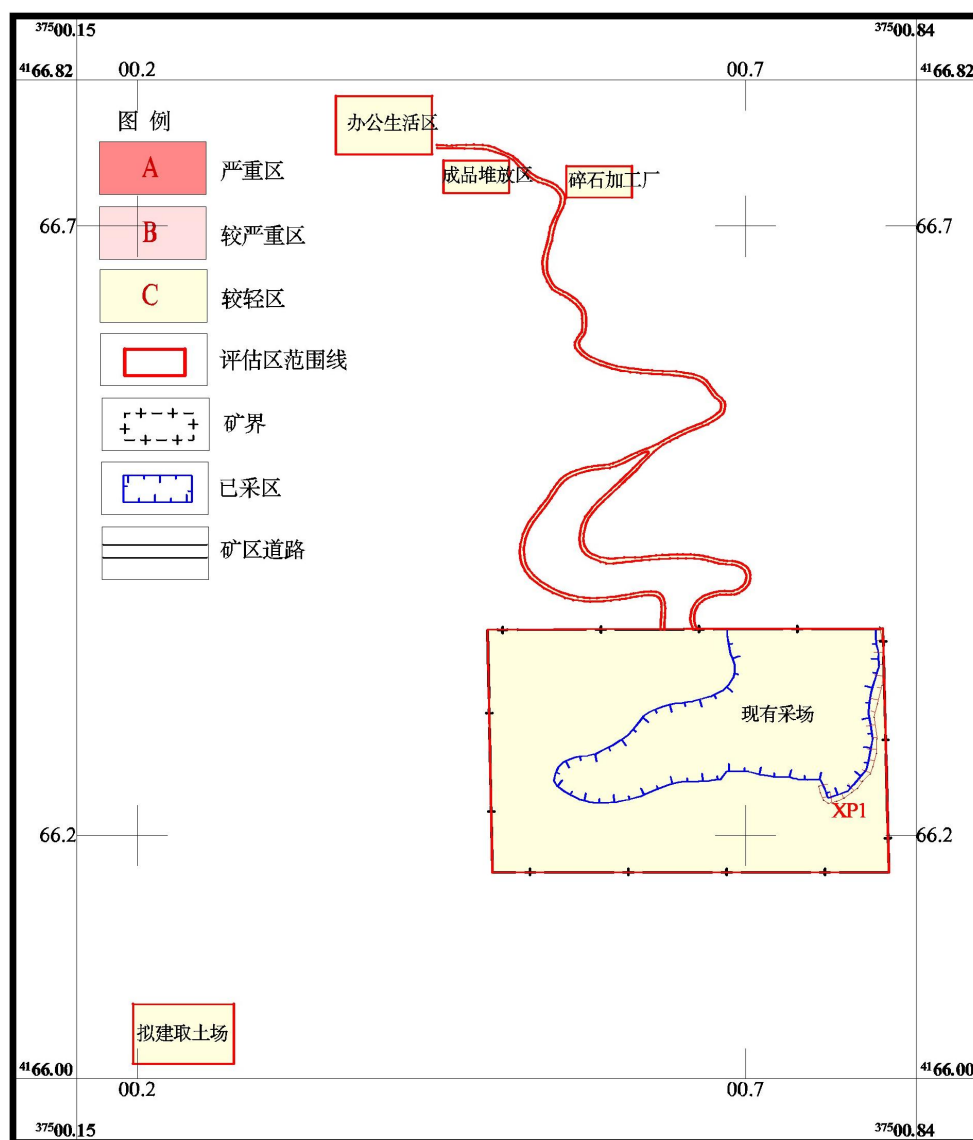 ³⁷⁵00.15 ³⁷⁵00.84
⁴¹66.82 00.2 00.7 ⁴¹66.82
图 例
办公生活区
A 严重区
成品堆放区 碎石加工厂
B 较严重区
66.7 66.7
C 较轻区
评估区范围线
矿界
已采区
矿区道路
现有采场
XP1
66.2 66.2
拟建取土场
⁴¹66.00 00.2 00.7 ⁴¹66.00
³⁷⁵00.15 ³⁷⁵00.84